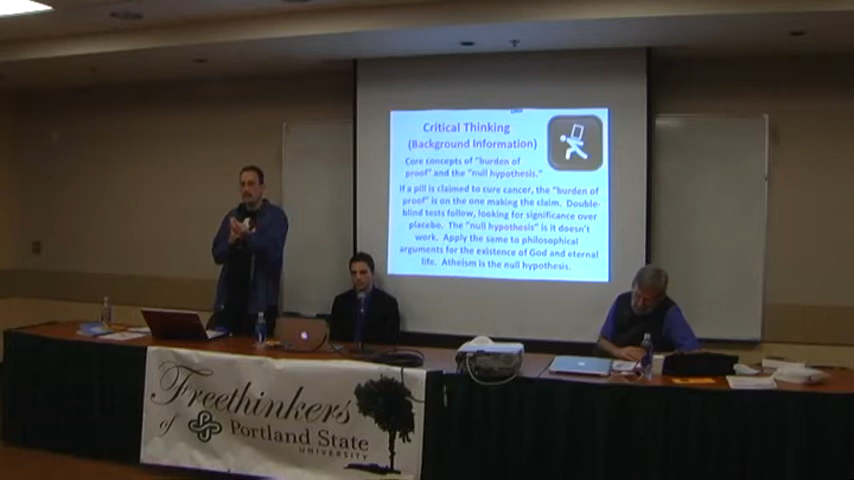 Critical Thinking
(Background Information)
Core concepts of "burden of
proof" and the "null hypothesis."
If a pill is claimed to cure cancer, the "burden of
proof" is on the one making the claim. Double-
blind tests follow, looking for significance over
placebo. The "null hypothesis" is it doesn't
work. Apply the same to philosophical
arguments for the existence of God and eternal
life. Atheism is the null hypothesis.
Freethinkers
of Portland State
UNIVERSITY